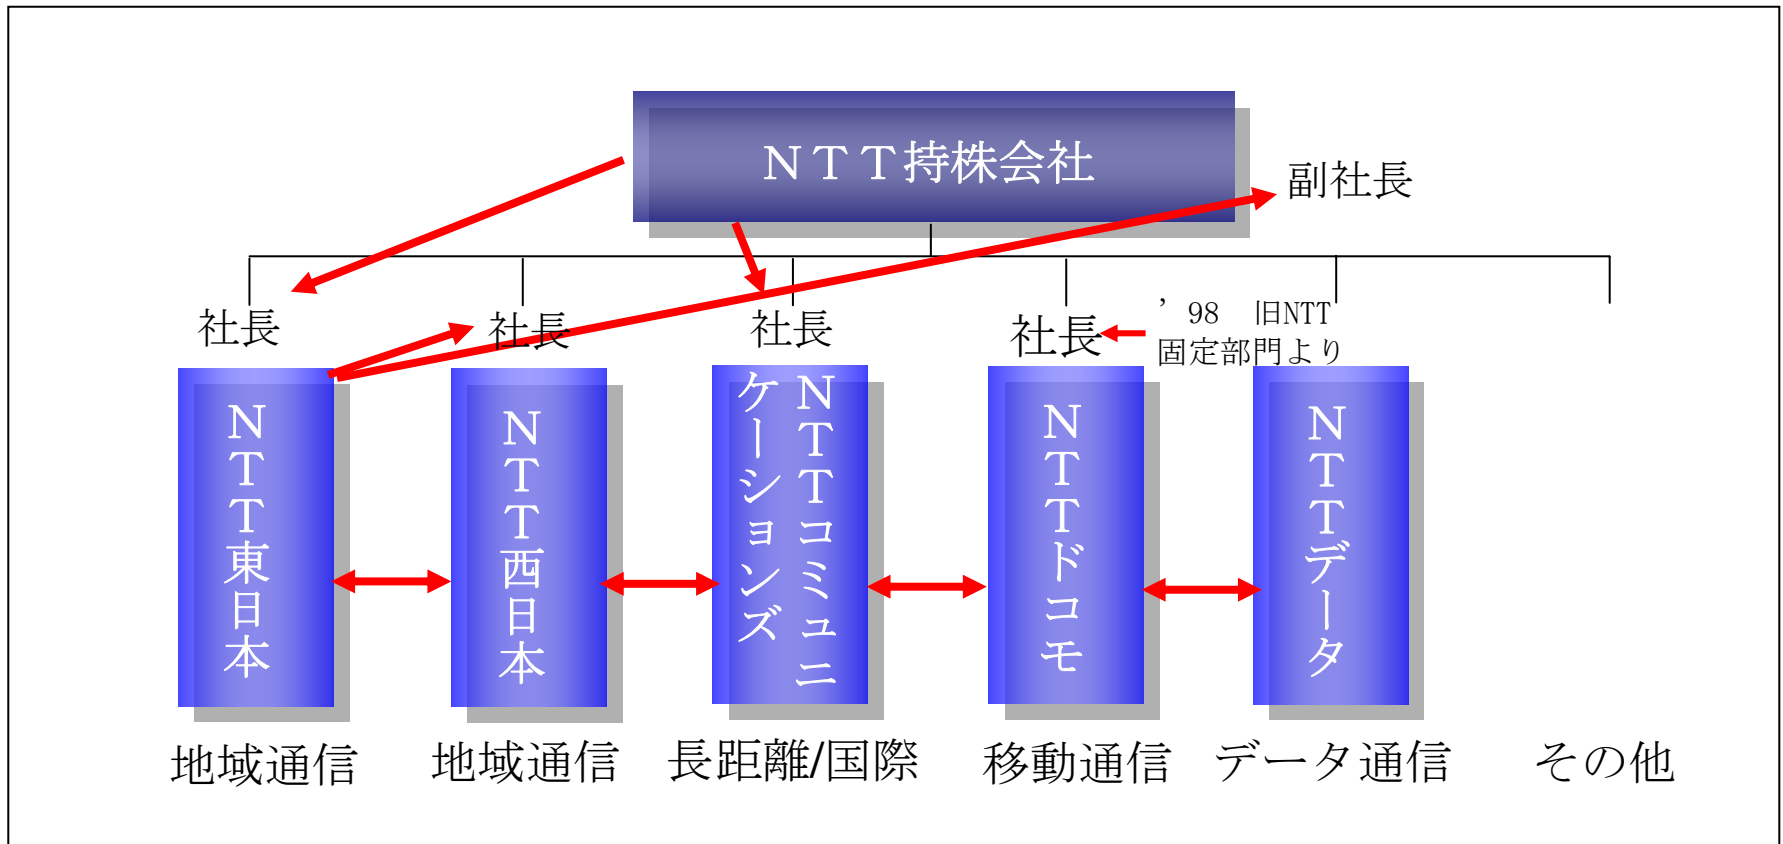 ＮＴＴ持株会社
副社長
社長
社長
社長
社長
’98　旧NTT
固定部門より
ＮＴＴ東日本
ＮＴＴ西日本
ＮＴＴコミュニ
ケーションズ
ＮＴＴドコモ
ＮＴＴデータ
地域通信
地域通信
長距離/国際
移動通信
データ通信
その他